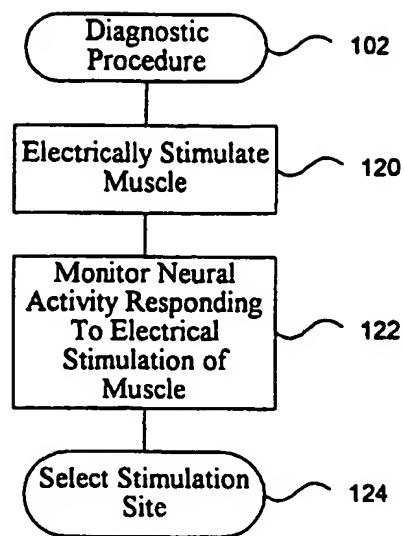 Diagnostic
Procedure
102
Electrically Stimulate
Muscle
120
Monitor Neural
Activity Responding
To Electrical
Stimulation of
Muscle
122
Select Stimulation
Site
124